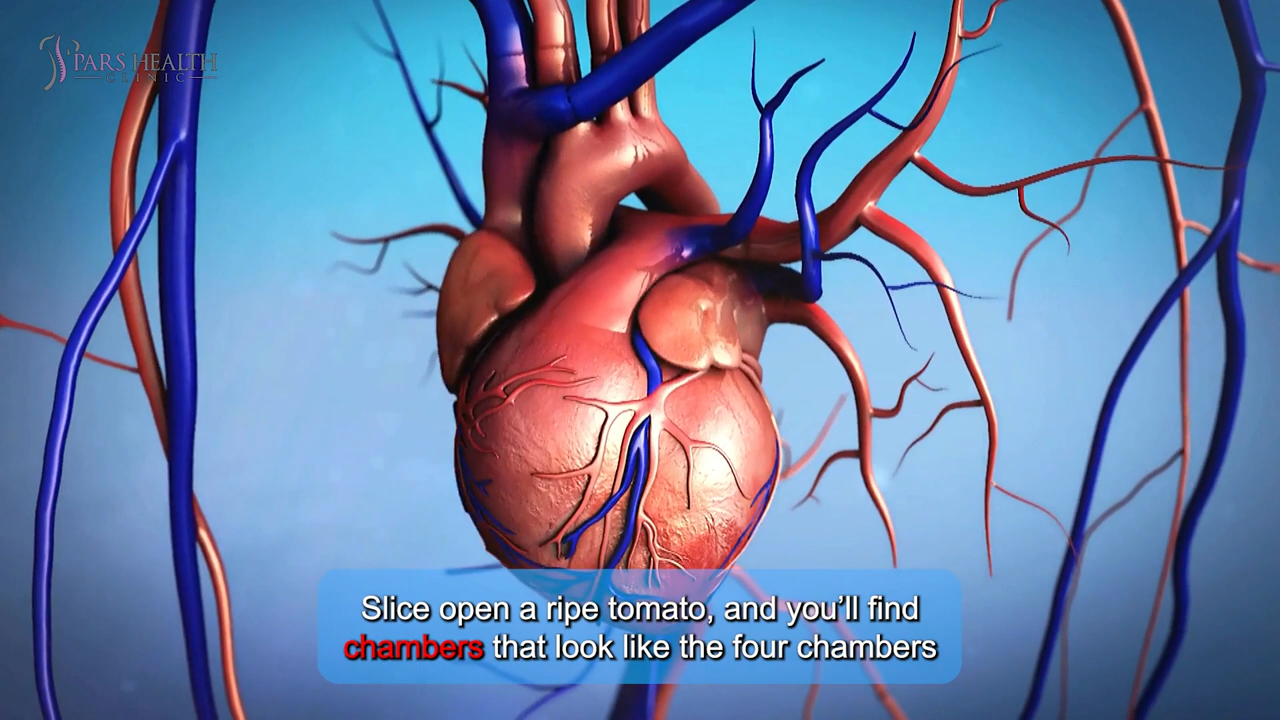 PARS HEALTH
CLINIC
Slice open a ripe tomato, and you’ll find
chambers that look like the four chambers